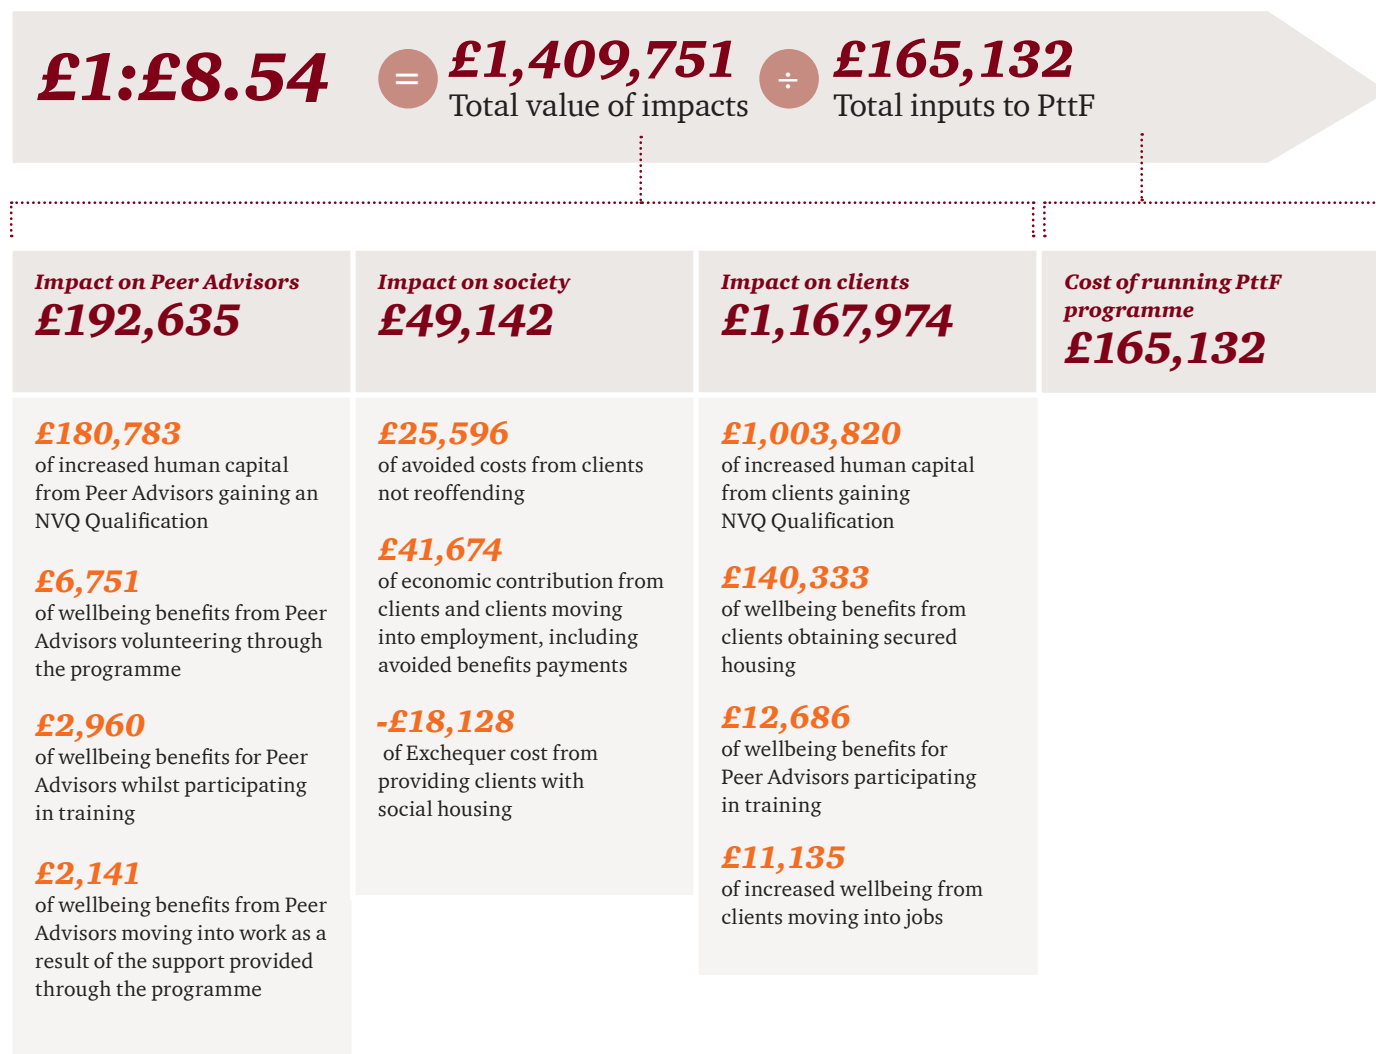 £1:£8.54 = £1,409,751 ÷ £165,132
Total value of impacts Total inputs to PttF
Impact on Peer Advisors
£192,635
£180,783
of increased human capital
from Peer Advisors gaining an
NVQ Qualification
£6,751
of wellbeing benefits from Peer
Advisors volunteering through
the programme
£2,960
of wellbeing benefits for Peer
Advisors whilst participating
in training
£2,141
of wellbeing benefits from Peer
Advisors moving into work as a
result of the support provided
through the programme
Impact on society
£49,142
£25,596
of avoided costs from clients
not reoffending
£41,674
of economic contribution from
clients and clients moving
into employment, including
avoided benefits payments
-£18,128
of Exchequer cost from
providing clients with
social housing
Impact on clients
£1,167,974
£1,003,820
of increased human capital
from clients gaining
NVQ Qualification
£140,333
of wellbeing benefits from
clients obtaining secured
housing
£12,686
of wellbeing benefits for
Peer Advisors participating
in training
£11,135
of increased wellbeing from
clients moving into jobs
Cost of running PttF
programme
£165,132